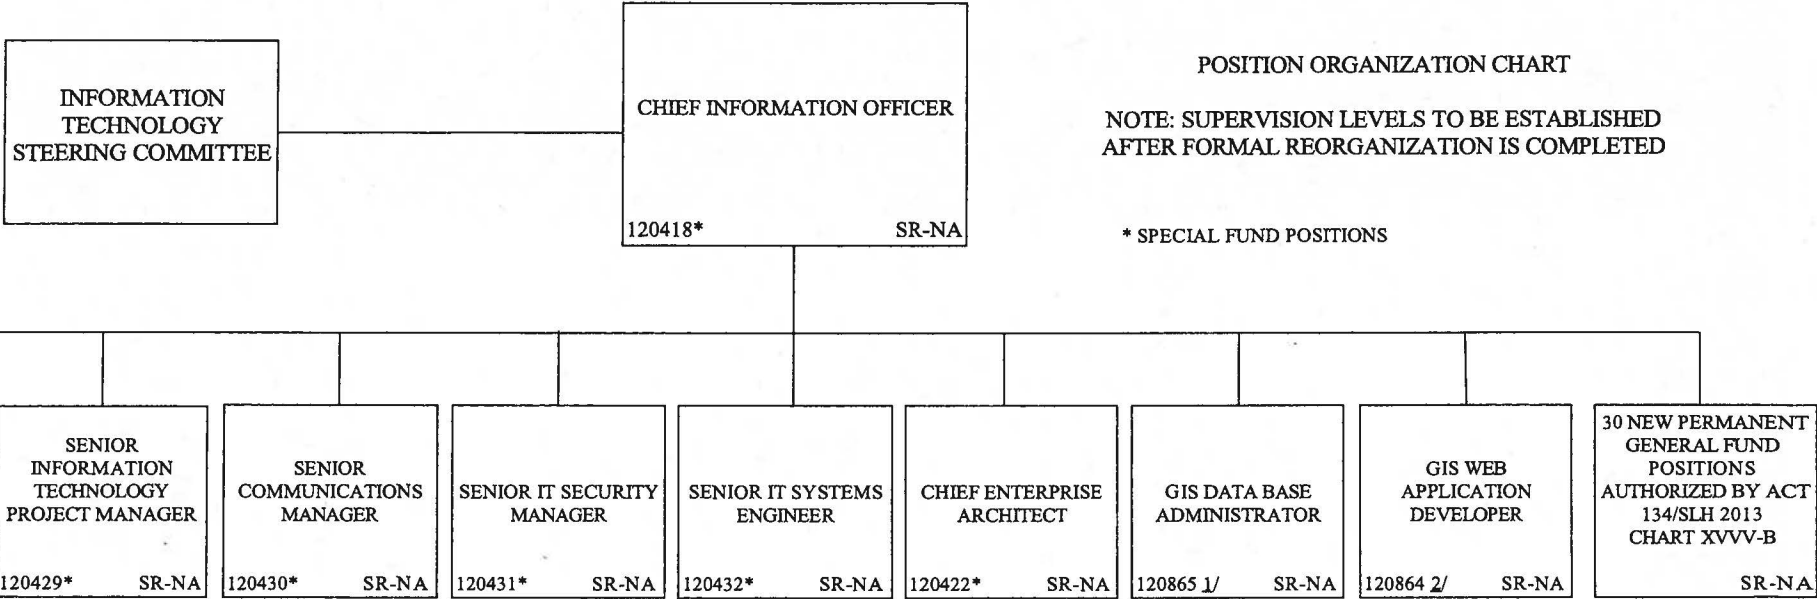 INFORMATION
TECHNOLOGY
STEERING COMMITTEE
CHIEF INFORMATION OFFICER
120418* SR-NA
POSITION ORGANIZATION CHART
NOTE: SUPERVISION LEVELS TO BE ESTABLISHED
AFTER FORMAL REORGANIZATION IS COMPLETED
* SPECIAL FUND POSITIONS
SENIOR
INFORMATION
TECHNOLOGY
PROJECT MANAGER
120429* SR-NA
SENIOR
COMMUNICATIONS
MANAGER
120430* SR-NA
SENIOR IT SECURITY
MANAGER
120431* SR-NA
SENIOR IT SYSTEMS
ENGINEER
120432* SR-NA
CHIEF ENTERPRISE
ARCHITECT
120422* SR-NA
GIS DATA BASE
ADMINISTRATOR
120865 1/ SR-NA
GIS WEB
APPLICATION
DEVELOPER
120864 2/ SR-NA
30 NEW PERMANENT
GENERAL FUND
POSITIONS
AUTHORIZED BY ACT
134/SLH 2013
CHART XVVV-B
SR-NA